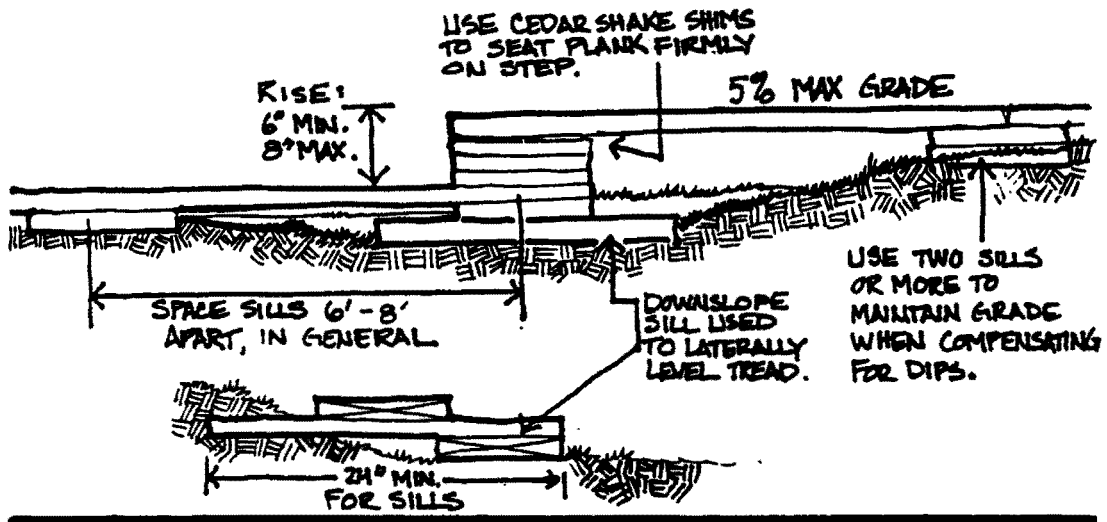 USE CEDAR SHAKE SHIMS
TO SEAT PLANK FIRMLY
ON STEP.
RISE:
6" MIN.
8" MAX.
5% MAX GRADE
SPACE SILLS 6' - 8'
APART, IN GENERAL
DOWNSLOPE
SILL USED
TO LATERALLY
LEVEL TREAD.
USE TWO SILLS
OR MORE TO
MAINTAIN GRADE
WHEN COMPENSATING
FOR DIPS.
24" MIN.
FOR SILLS